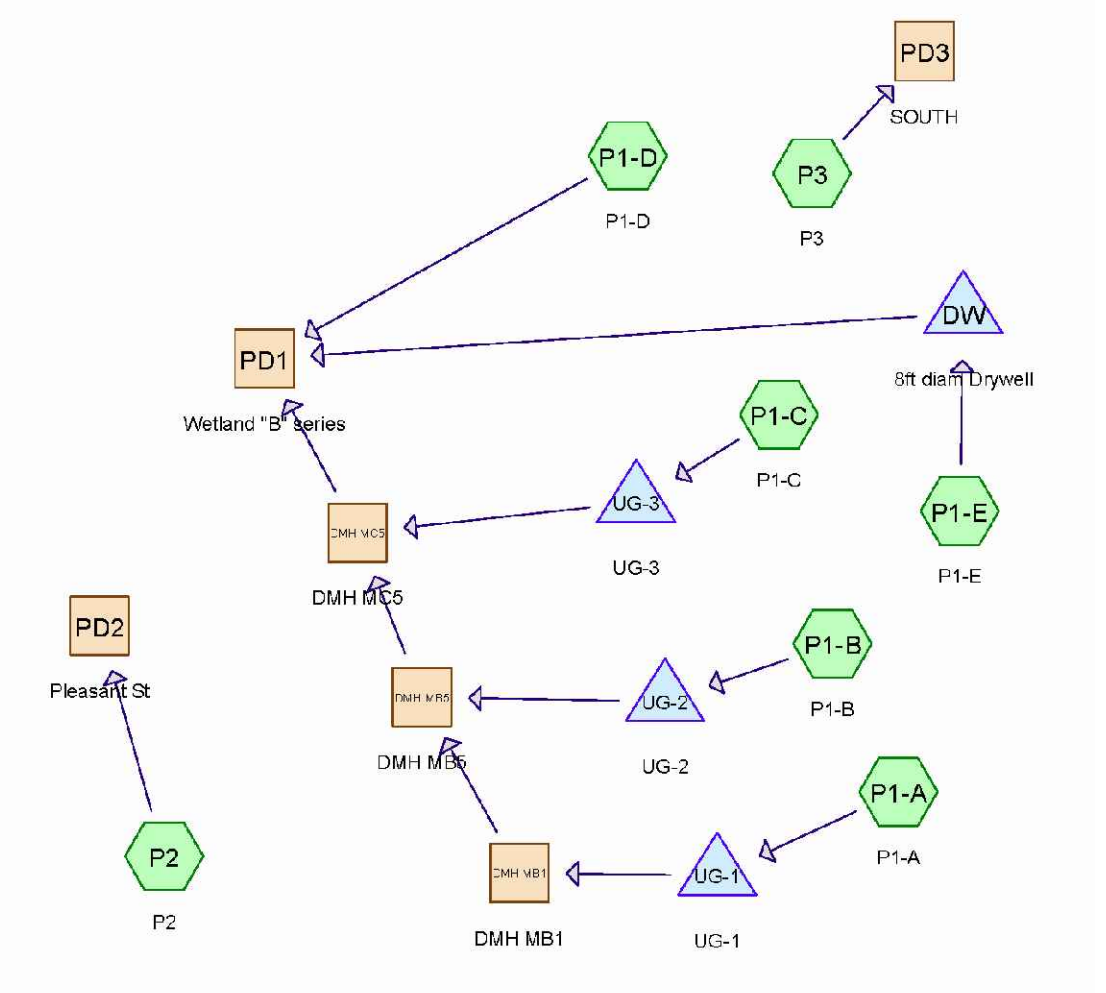 PD3
SOUTH
P1-D
P1-D
P3
P3
DW
8ft diam Drywell
PD1
Wetland "B" series
P1-C
P1-C
UG-3
UG-3
P1-E
P1-E
DMH MC5
DMH MC5
PD2
Pleasant St
P1-B
P1-B
UG-2
UG-2
DMH MB5
DMH MB5
P1-A
P1-A
UG-1
UG-1
DMH MB1
DMH MB1
P2
P2